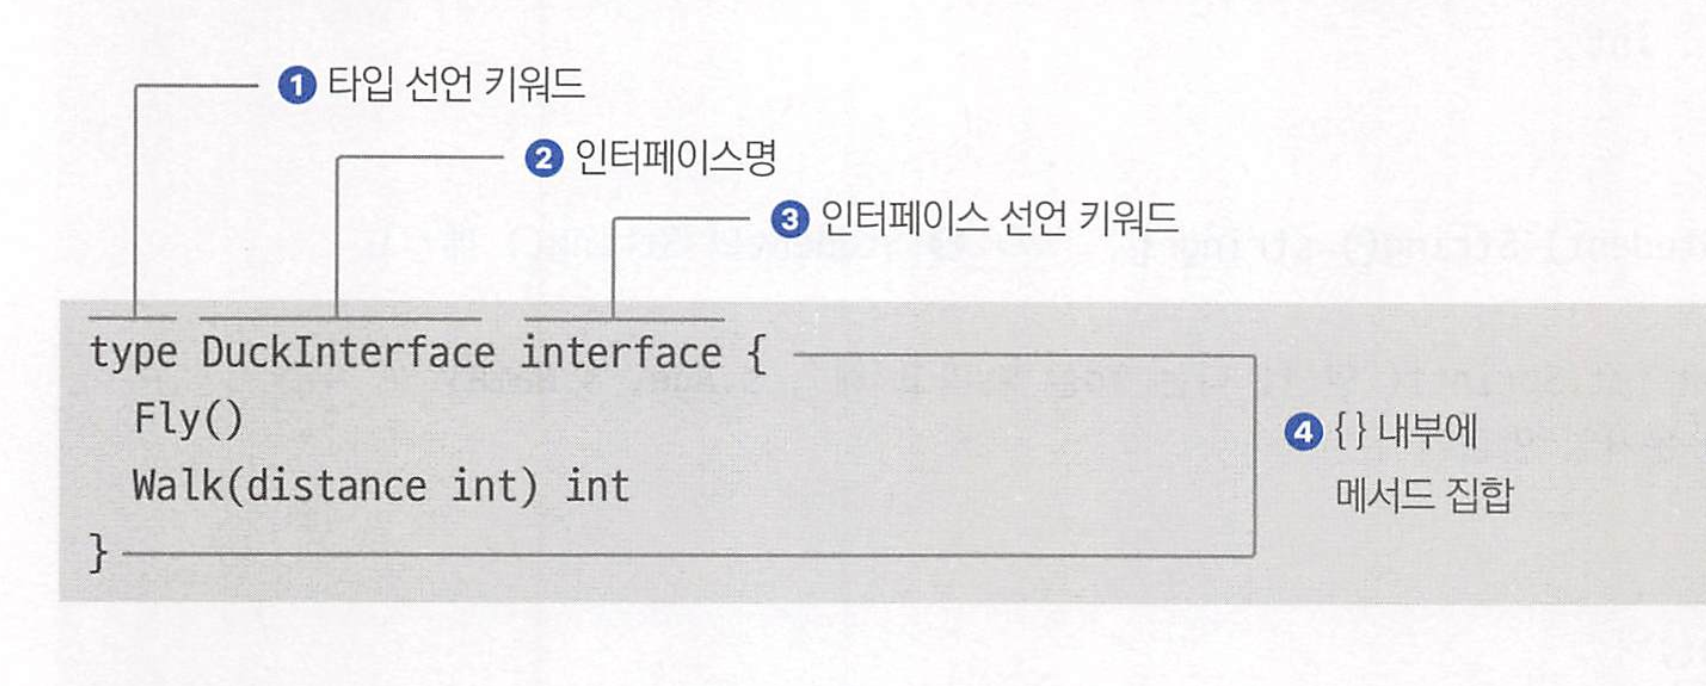 ❶ 타입 선언 키워드
❷ 인터페이스명
❸ 인터페이스 선언 키워드
type DuckInterface interface {
Fly()
Walk(distance int) int
}
❹ { } 내부에
메서드 집합